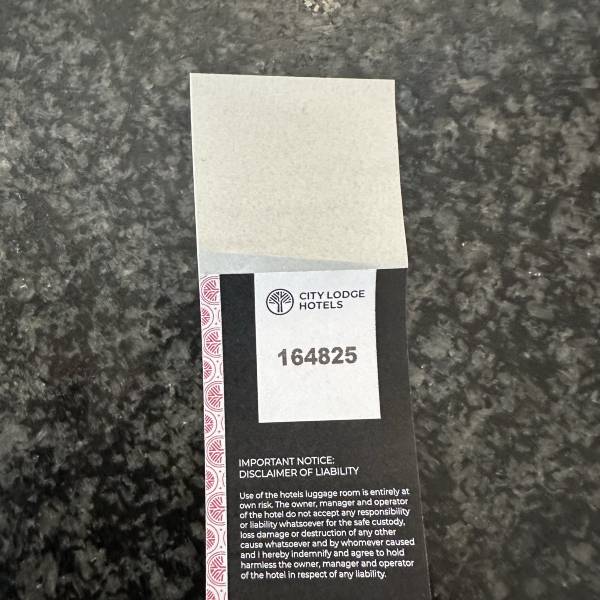 CITY LODGE
HOTELS
164825
IMPORTANT NOTICE:
DISCLAIMER OF LIABILITY
Use of the hotels luggage room is entirely at
own risk. The owner, manager and operator
of the hotel do not accept any responsibility
or liability whatsoever for the safe custody,
loss damage or destruction of any other
cause whatsoever and by whomever caused
and I hereby indemnify and agree to hold
harmless the owner, manager and operator
of the hotel in respect of any liability.